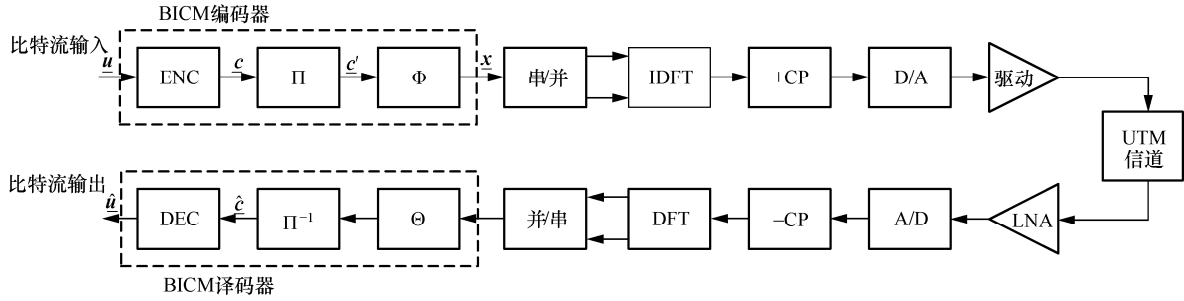 BICM编码器
比特流输入
u
ENC
c
Π
c'
Φ
x
串/并
IDFT
+CP
D/A
驱动
UTM
信道
比特流输出
û
DEC
ĉ
Π⁻¹
Θ
并/串
DFT
−CP
A/D
LNA
BICM译码器